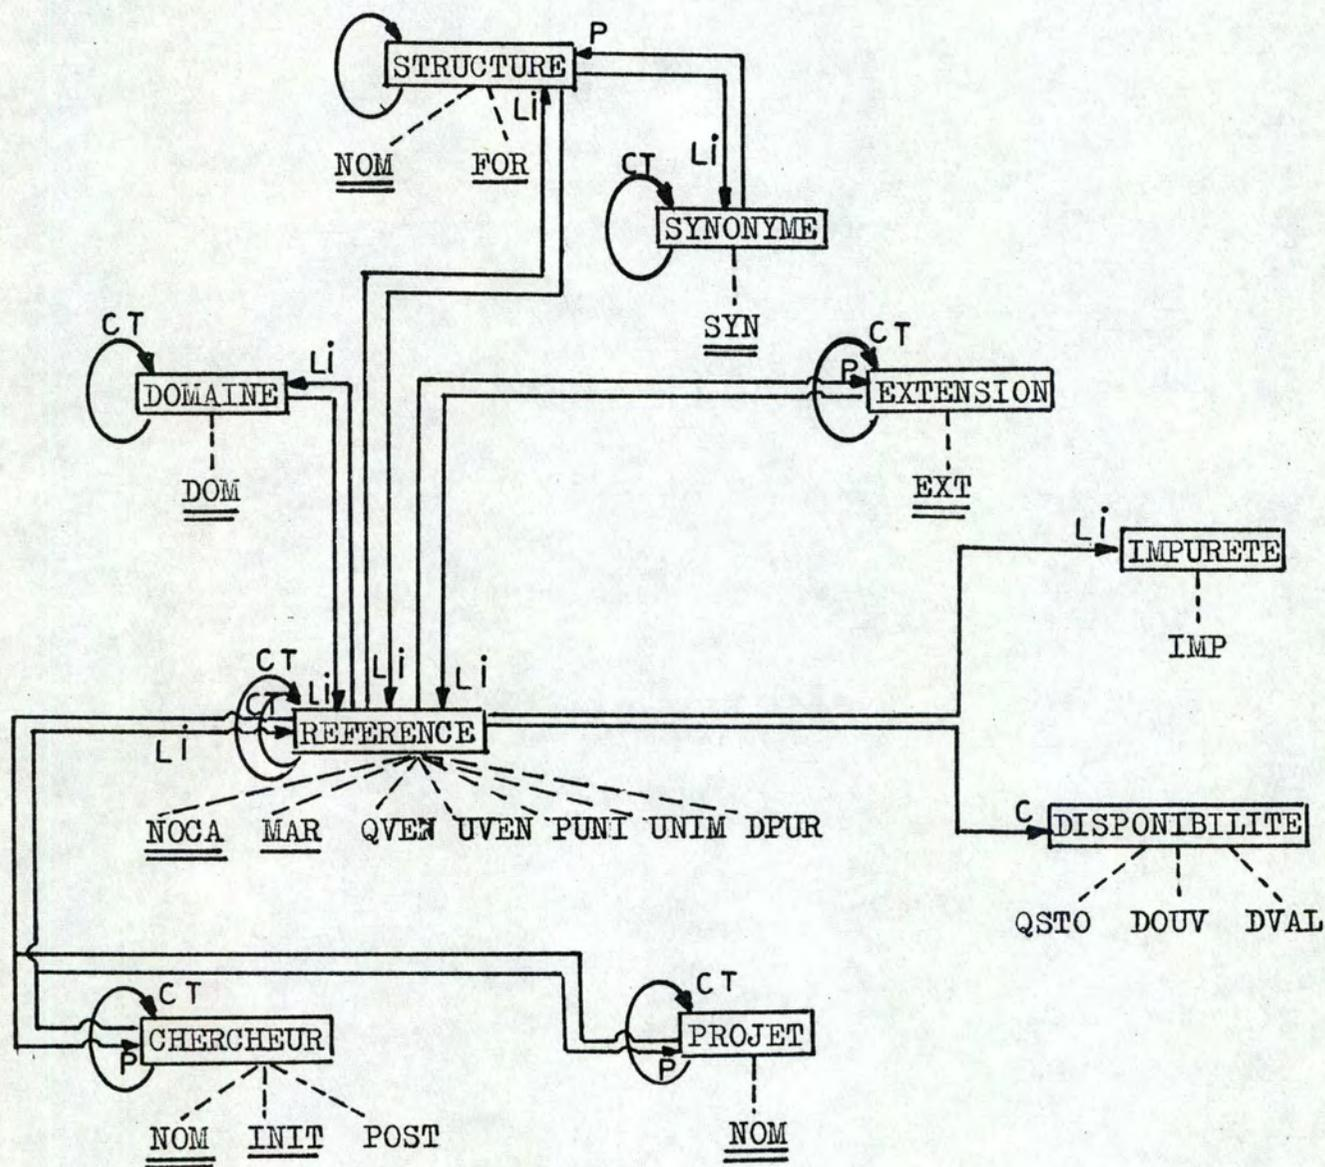 P
STRUCTURE
Li
NOM FOR
CT Li
SYNONYME
SYN
CT
Li
DOMAINE
DOM
CT
P
EXTENSION
EXT
Li
IMPURETE
IMP
CT
CT Li Li Li
REFERENCE
Li
NOCA MAR QVEN UVEN PUNI UNIM DPUR
C
DISPONIBILITE
QSTO DOUV DVAL
CT
CHERCHEUR
P
NOM INIT POST
CT
PROJET
P
NOM